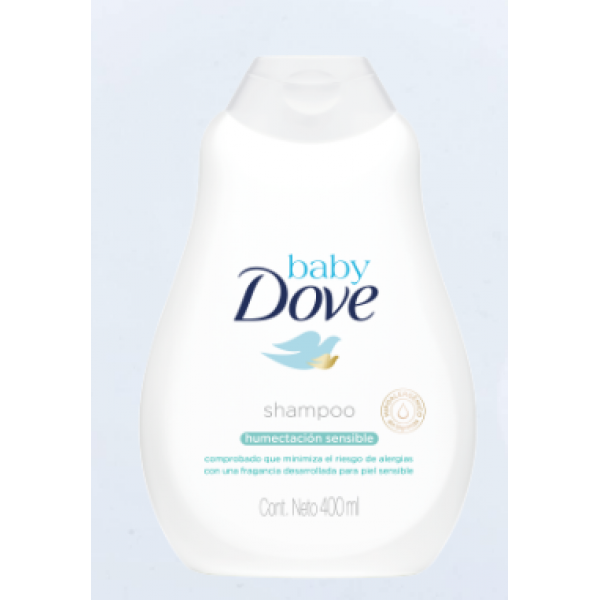 baby
Dove
shampoo
HIPOALERGÉNICO
humectación sensible
comprobado que minimiza el riesgo de alergias
con una fragancia desarrollada para piel sensible
Cont. Neto 400 ml